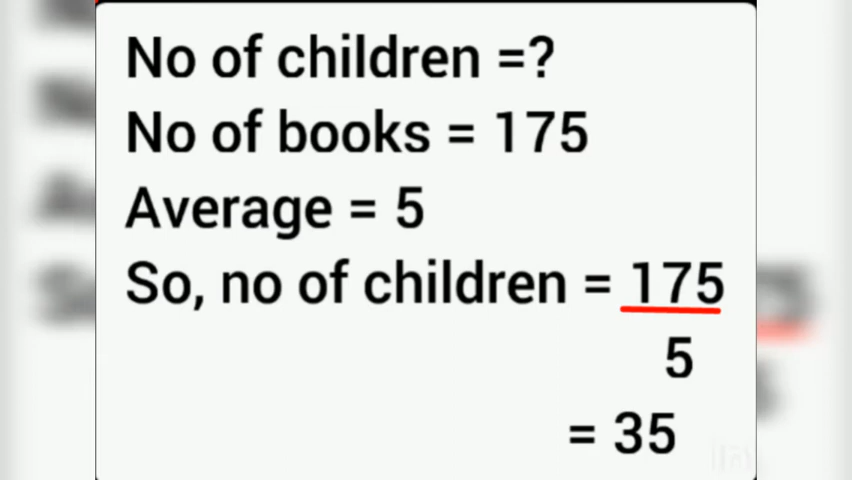 No of children =?
No of books = 175
Average = 5
So, no of children = 175
5
= 35